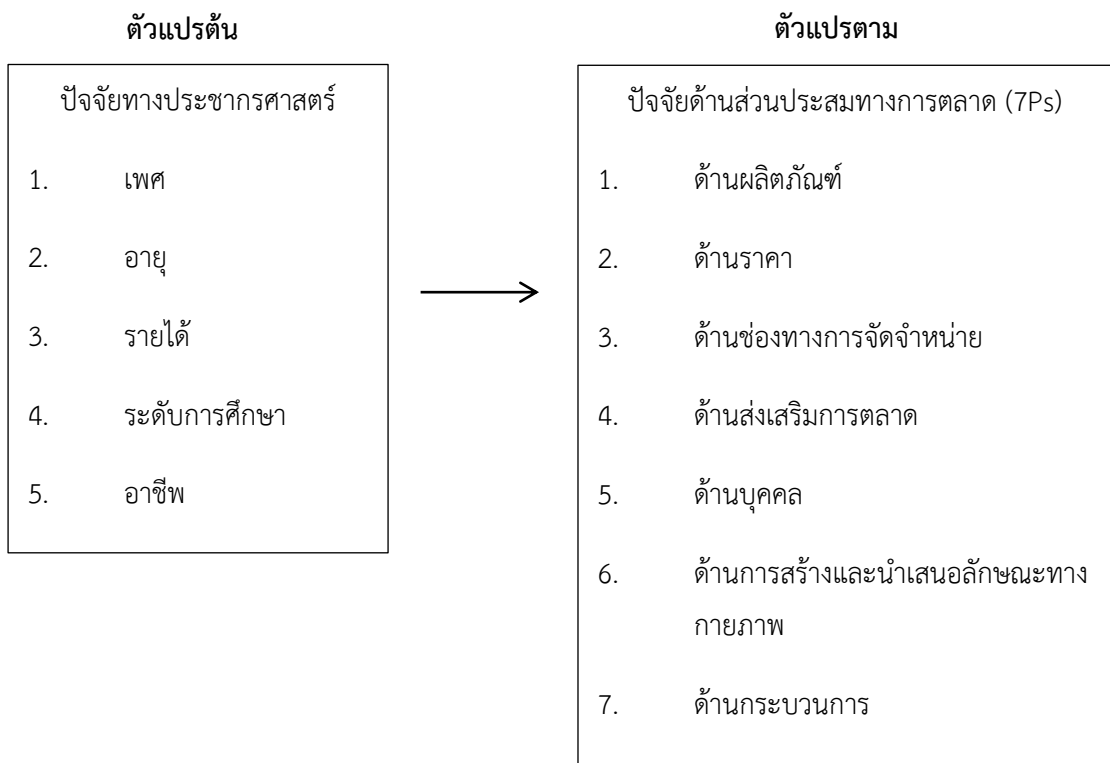 ตัวแปรต้น
ปัจจัยทางประชากรศาสตร์
1. เพศ
2. อายุ
3. รายได้
4. ระดับการศึกษา
5. อาชีพ
ตัวแปรตาม
ปัจจัยด้านส่วนประสมทางการตลาด (7Ps)
1. ด้านผลิตภัณฑ์
2. ด้านราคา
3. ด้านช่องทางการจัดจำหน่าย
4. ด้านส่งเสริมการตลาด
5. ด้านบุคคล
6. ด้านการสร้างและนำเสนอลักษณะทาง
กายภาพ
7. ด้านกระบวนการ